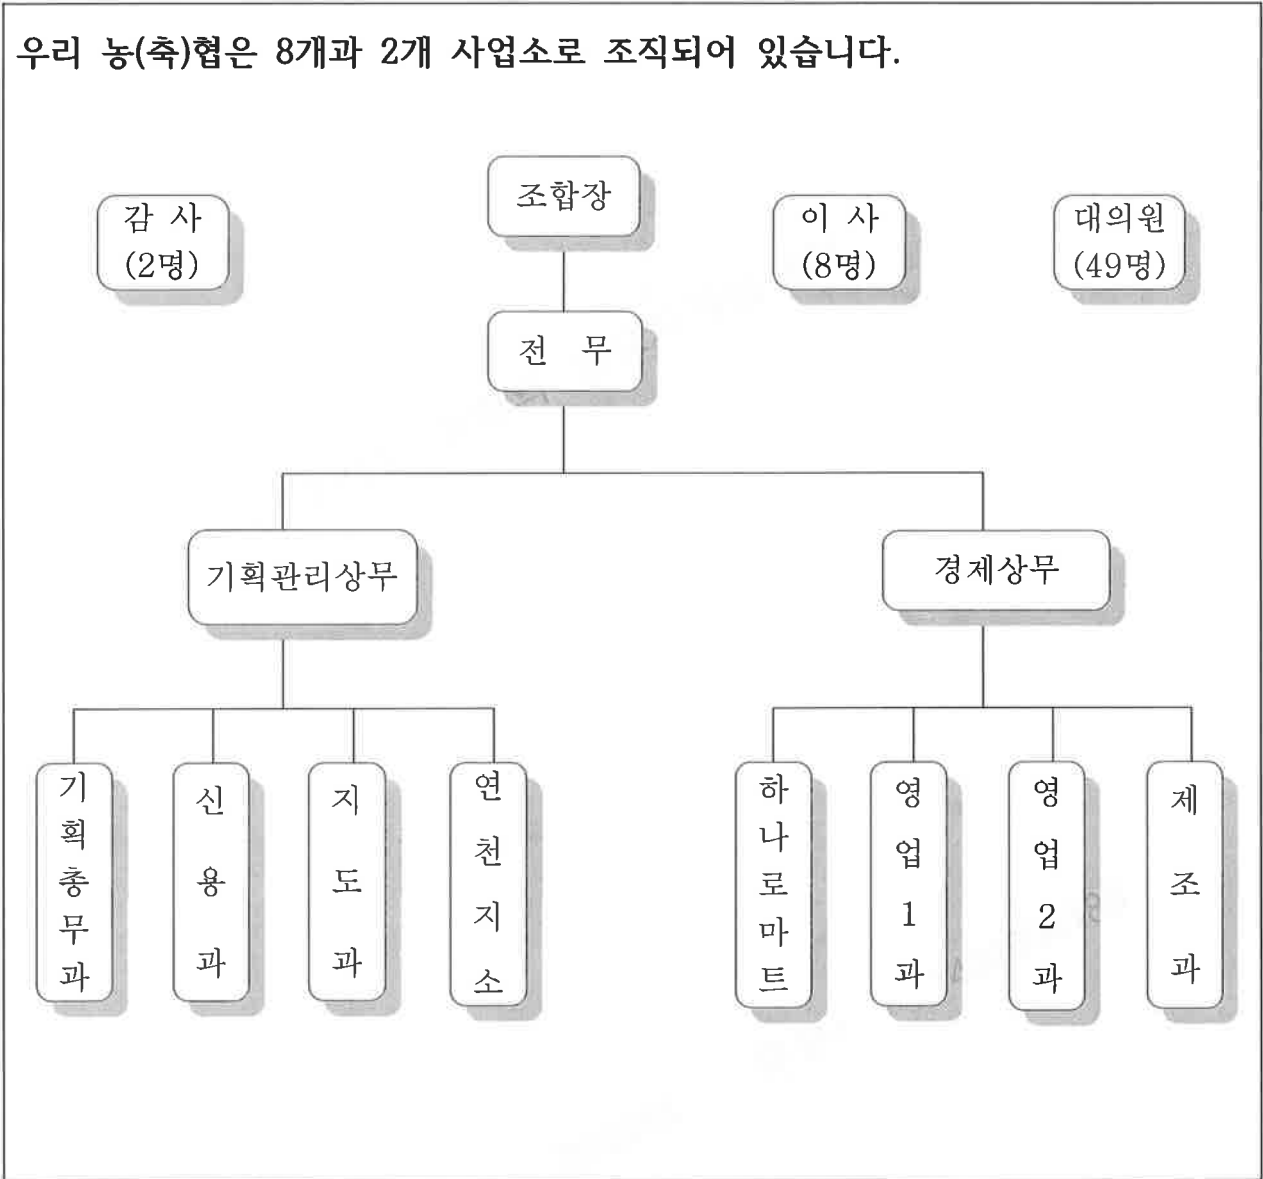 우리 농(축)협은 8개과 2개 사업소로 조직되어 있습니다.
조합장
감 사
(2명)
이 사
(8명)
대의원
(49명)
전 무
기획관리상무
경제상무
기획총무과
신용과
지도과
연천지소
하나로마트
영업1과
영업2과
제조과